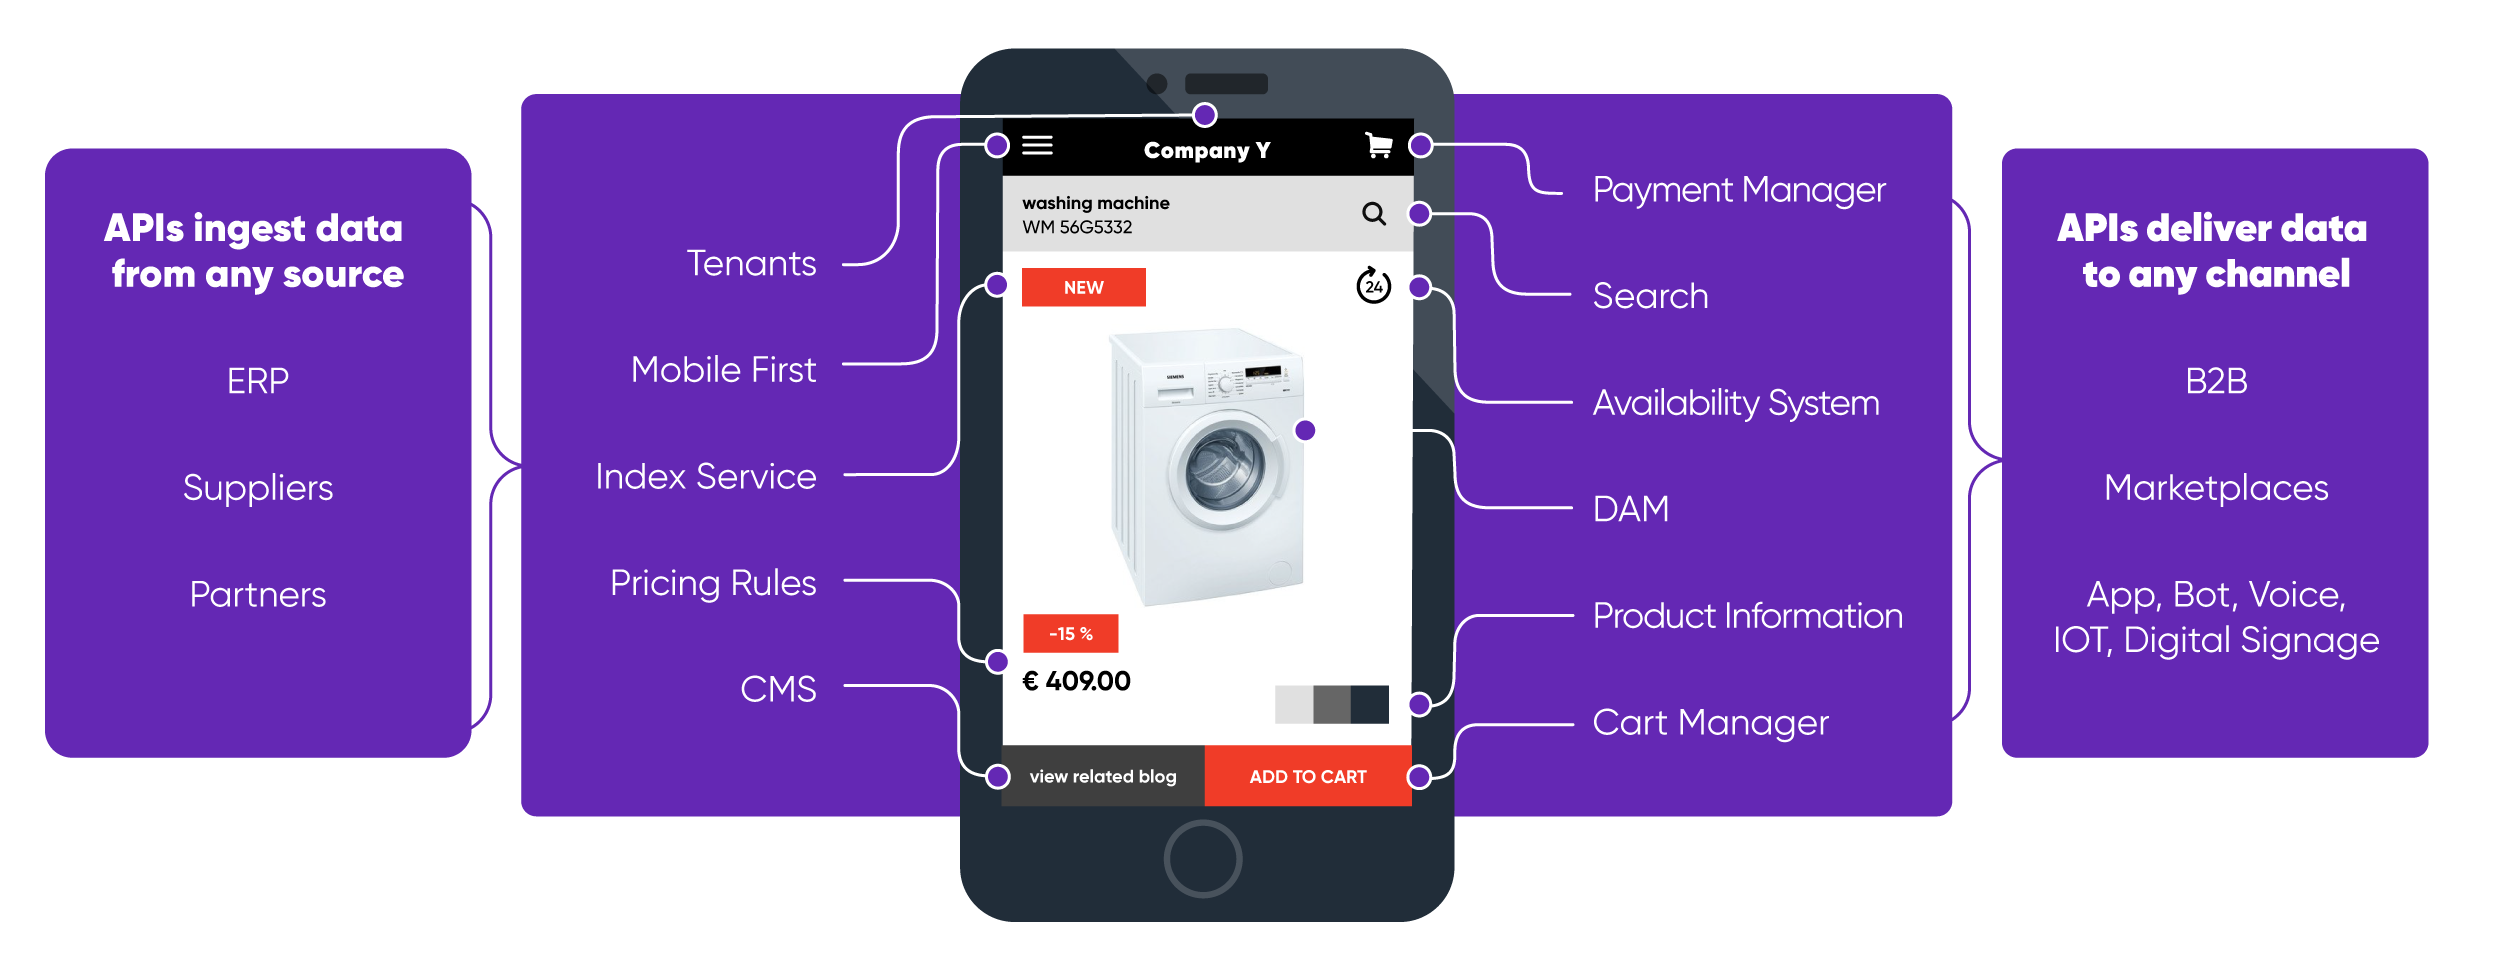 APIs ingest data
from any source
ERP
Suppliers
Partners
Tenants
Mobile First
Index Service
Pricing Rules
CMS
Company Y
washing machine
WM 56G5332
NEW
24
SIEMENS
-15 %
€ 409.00
view related blog
ADD TO CART
Payment Manager
Search
Availability System
DAM
Product Information
Cart Manager
APIs deliver data
to any channel
B2B
Marketplaces
App, Bot, Voice,
IOT, Digital Signage